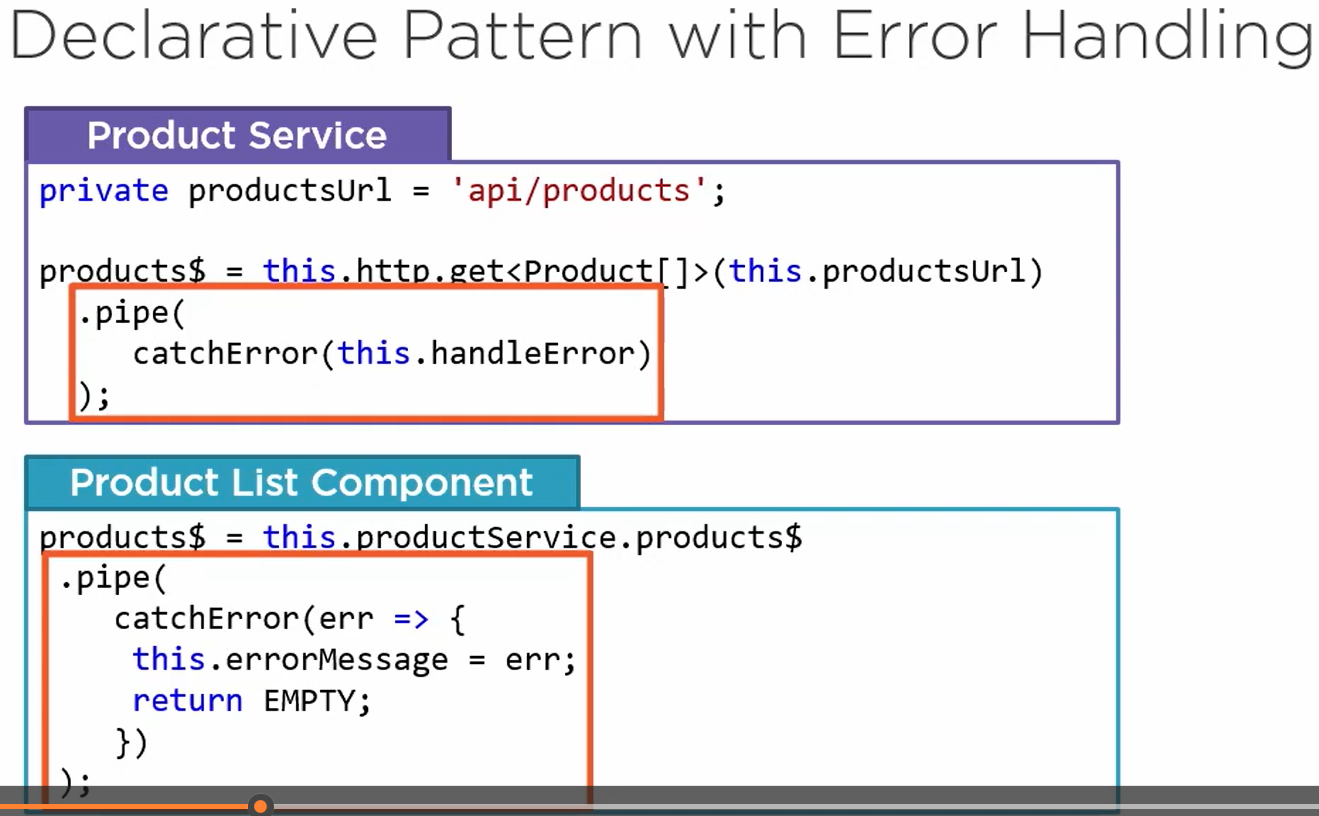 Declarative Pattern with Error Handling
Product Service
private productsUrl = 'api/products';
products$ = this.http.get<Product[]>(this.productsUrl)
.pipe(
catchError(this.handleError)
);
Product List Component
products$ = this.productService.products$
.pipe(
catchError(err => {
this.errorMessage = err;
return EMPTY;
})
);